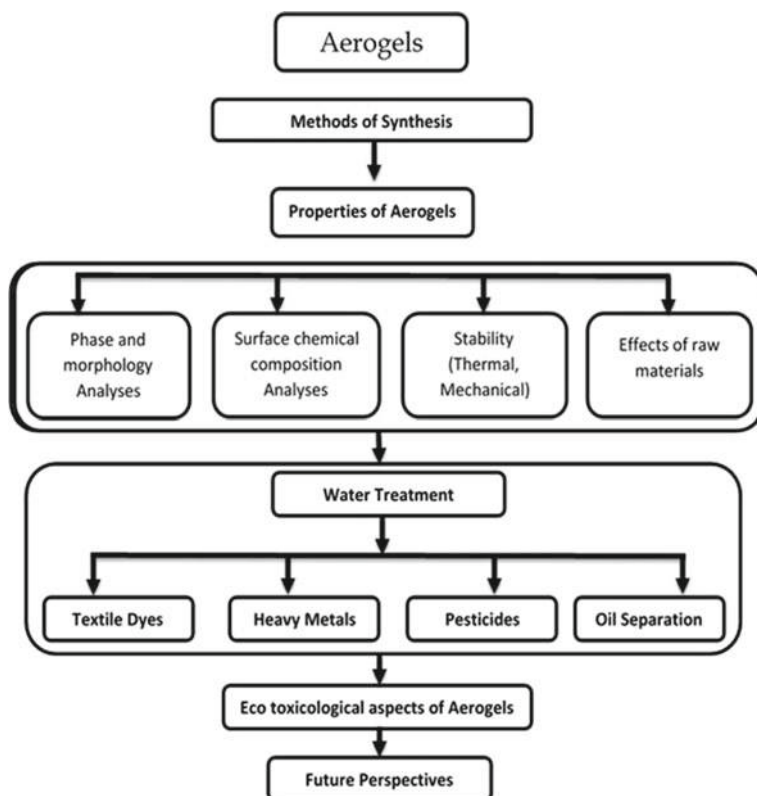 Aerogels
Methods of Synthesis
Properties of Aerogels
Phase and
morphology
Analyses
Surface chemical
composition
Analyses
Stability
(Thermal,
Mechanical)
Effects of raw
materials
Water Treatment
Textile Dyes
Heavy Metals
Pesticides
Oil Separation
Eco toxicological aspects of Aerogels
Future Perspectives